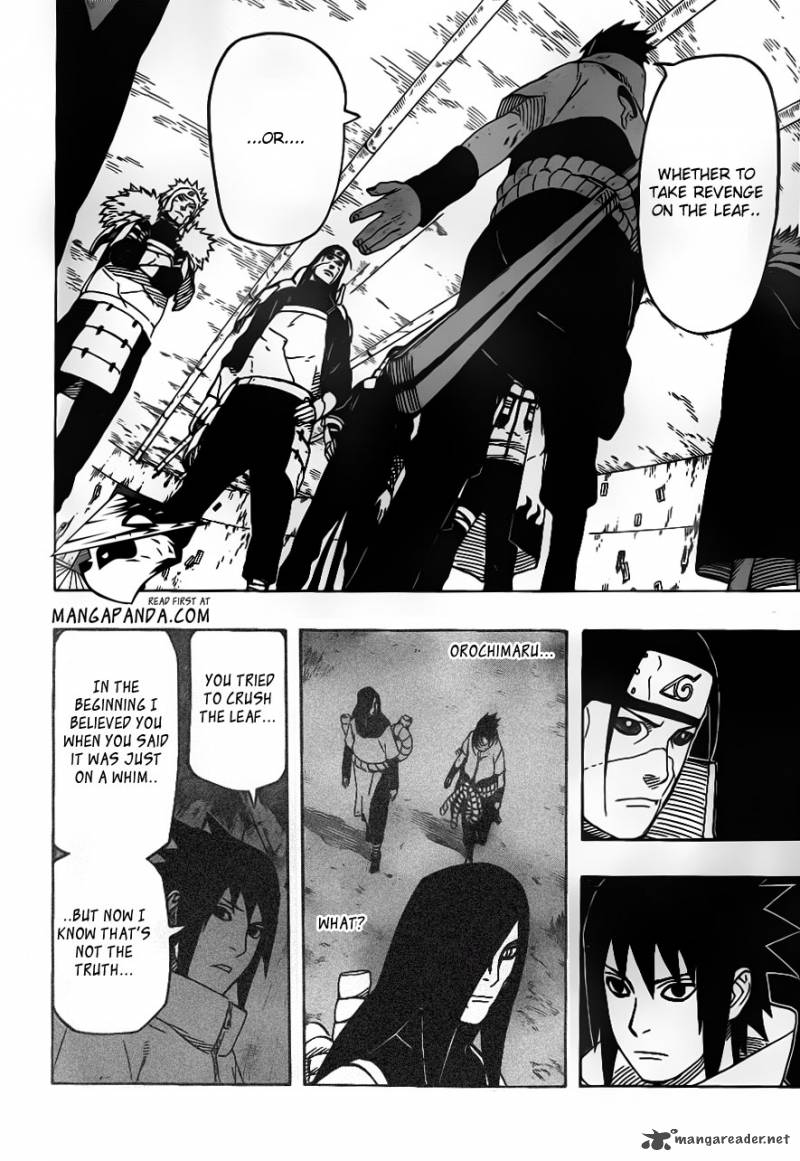 WHETHER TO
TAKE REVENGE
ON THE LEAF..
...OR....
READ FIRST AT
MANGAPANDA.COM
OROCHIMARU...
WHAT?
YOU TRIED
TO CRUSH
THE LEAF...
IN THE
BEGINNING I
BELIEVED YOU
WHEN YOU SAID
IT WAS JUST
ON A WHIM..
..BUT NOW I
KNOW THAT'S
NOT THE
TRUTH...
mangareader.net